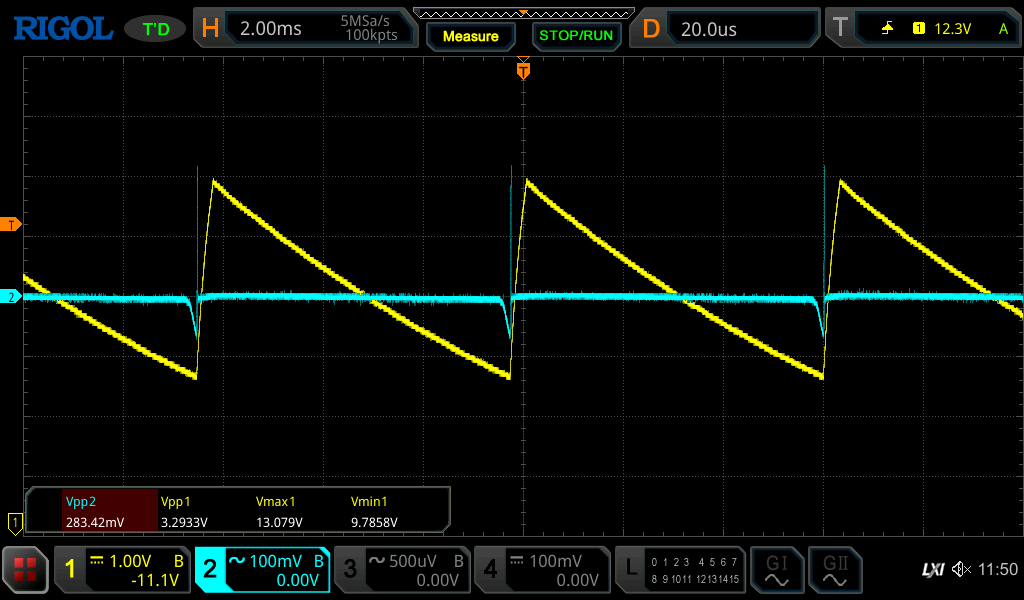 RIGOL T'D H 2.00ms 5MSa/s 100kpts Measure STOP/RUN D 20.0us T 1 12.3V A
T
T
2
Vpp2 Vpp1 Vmax1 Vmin1
283.42mV 3.2933V 13.079V 9.7858V
1
1 1.00V B -11.1V
2 100mV B 0.00V
3 500uV B 0.00V
4 100mV 0.00V
L 0 1 2 3 4 5 6 7
8 9 10 11 12 13 14 15
GI GII
LXI 11:50